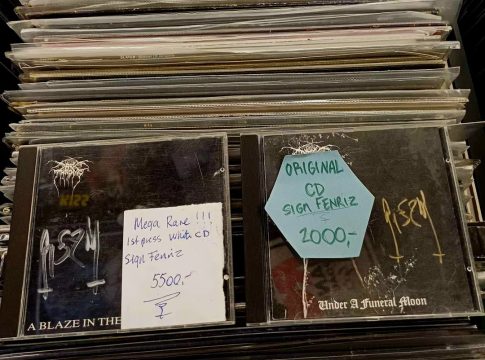 Mega Rare !!!
1st press white CD
Sign Fenriz
5500,-
A BLAZE IN THE
ORIGINAL
CD
SIGN FENRIZ
2000,-
Under A Funeral Moon